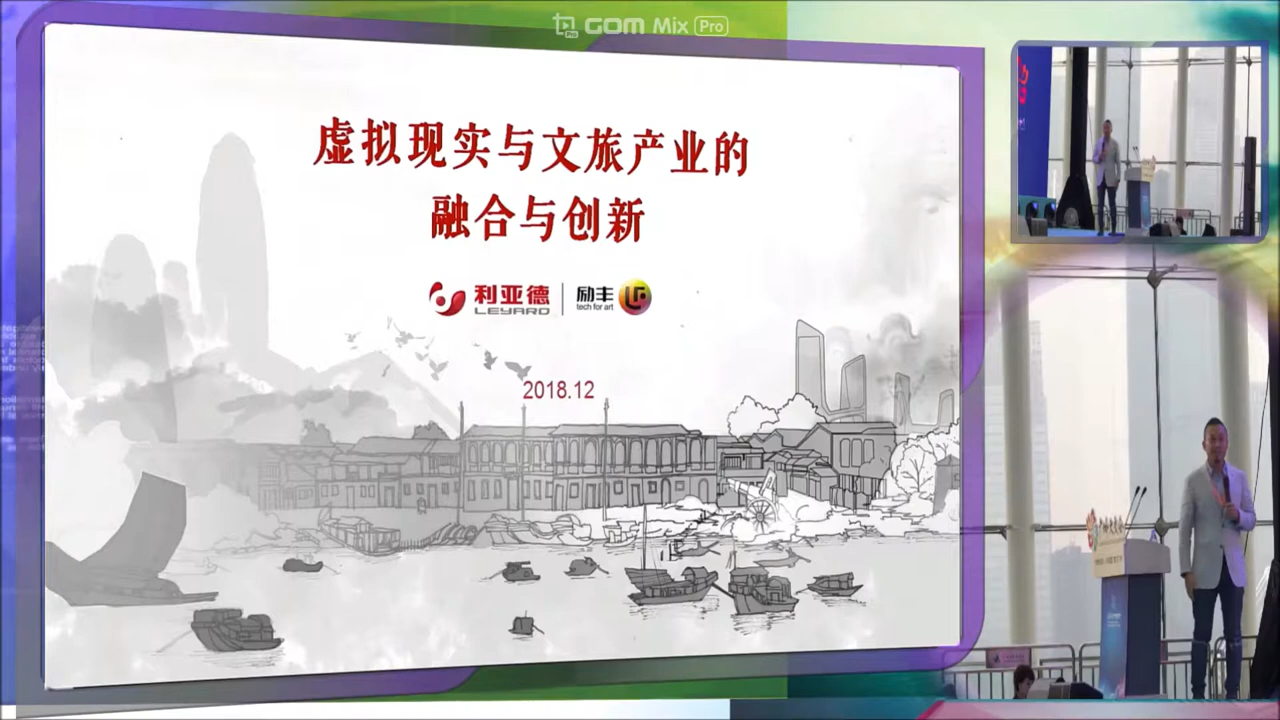 GOM Mix Pro
虚拟现实与文旅产业的
融合与创新
利亚德
LEYARD
励丰
tech for art
LF
2018.12